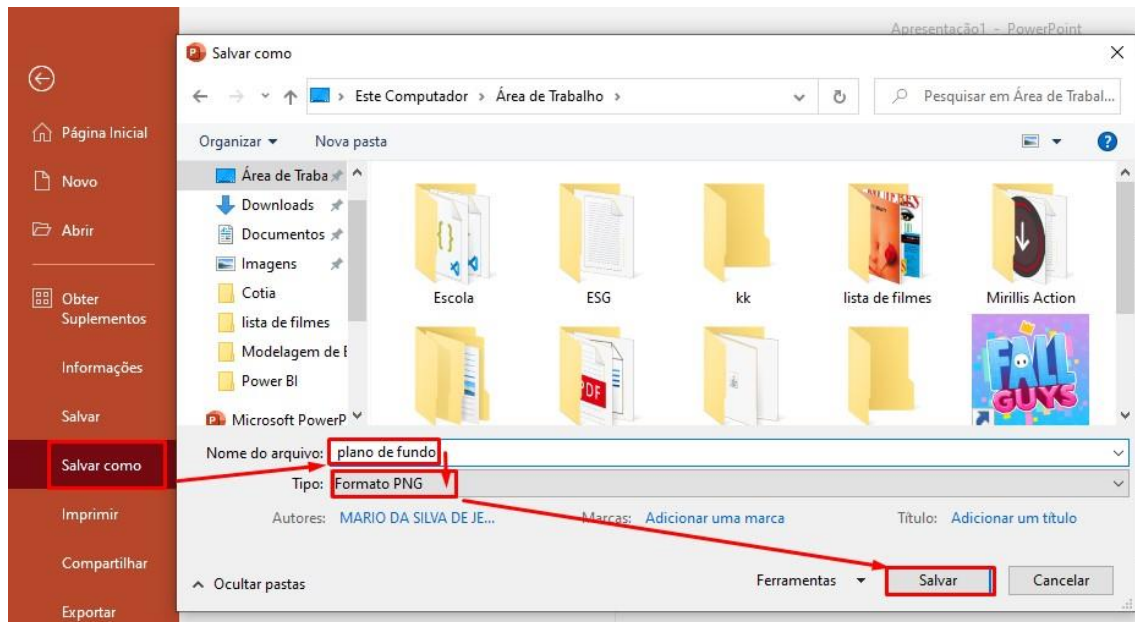 Apresentação1 - PowerPoint
Salvar como
Este Computador > Área de Trabalho >
Pesquisar em Área de Trabal...
Organizar
Nova pasta
Página Inicial
Novo
Abrir
Obter
Suplementos
Informações
Salvar
Salvar como
Imprimir
Compartilhar
Exportar
Área de Traba
Downloads
Documentos
Imagens
Cotia
lista de filmes
Modelagem de
Power BI
Microsoft PowerP
Escola
ESG
kk
lista de filmes
Mirillis Action
PDF
FALL
GUYS
Nome do arquivo: plano de fundo
Tipo: Formato PNG
Autores: MARIO DA SILVA DE JE...
Marcas: Adicionar uma marca
Título: Adicionar um título
Ocultar pastas
Ferramentas
Salvar
Cancelar